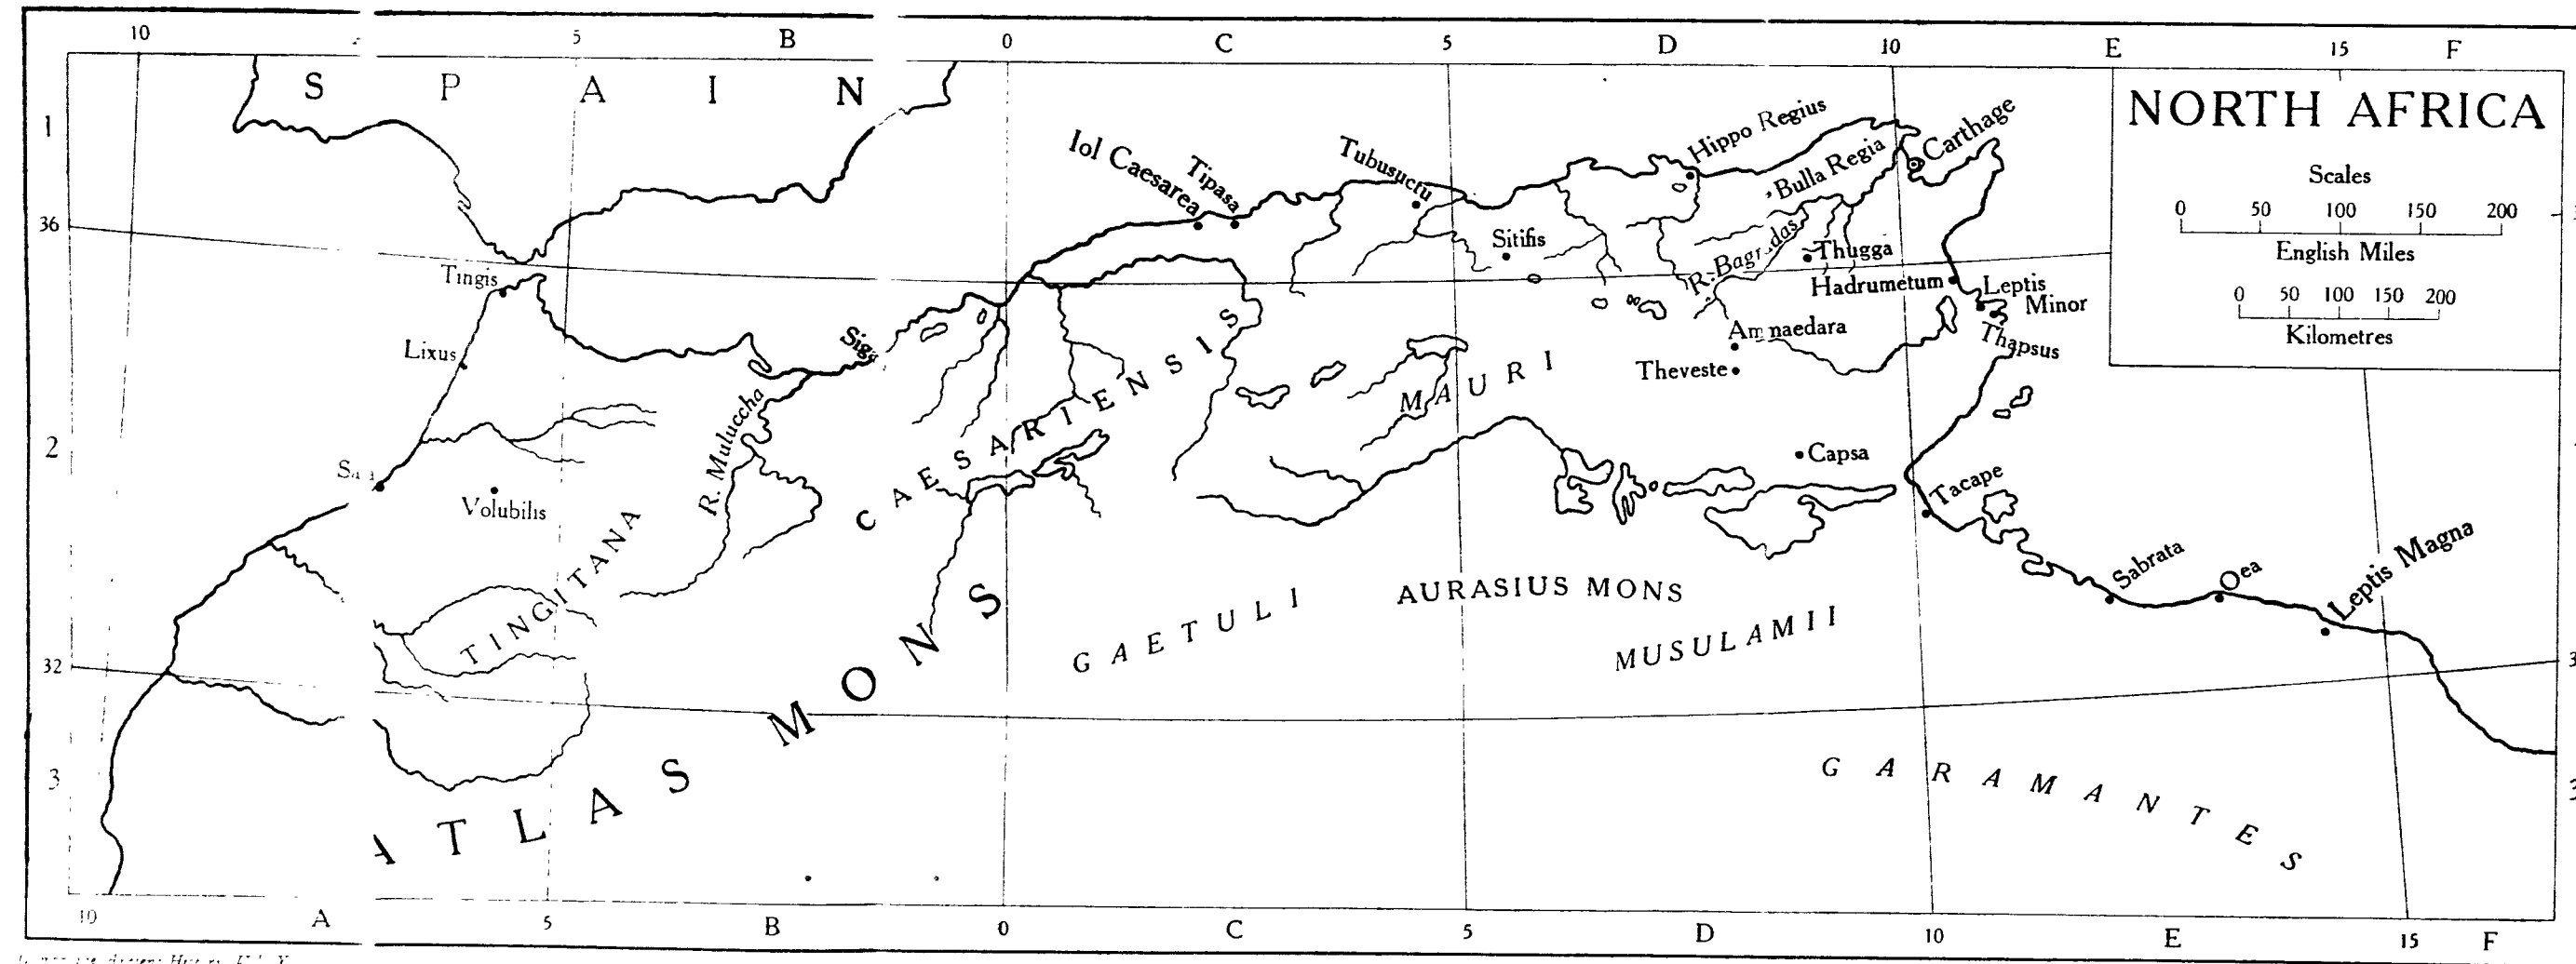 10
5
B
0
C
5
D
10
E
15
F
S P A I N
NORTH AFRICA
1
Scales
0 50 100 150 200
English Miles
0 50 100 150 200
Kilometres
Iol Caesarea
Tipasa
Tubusuctu
Hippo Regius
Bulla Regia
Carthage
36
Sitifis
R. Bagradas
Thugga
Hadrumetum
Leptis
Minor
Thapsus
Tingis
Lixus
Siga
Ammaedara
Theveste
MAURI
CAESARIENSIS
R. Muluccha
2
Volubilis
Capsa
Tacape
TINGITANA
Sabrata
Oea
Leptis Magna
AURASIUS MONS
GAETULI
MUSULAMII
32
ATLAS MONS
3
GARAMANTES
10
A
5
B
0
C
5
D
10
E
15
F